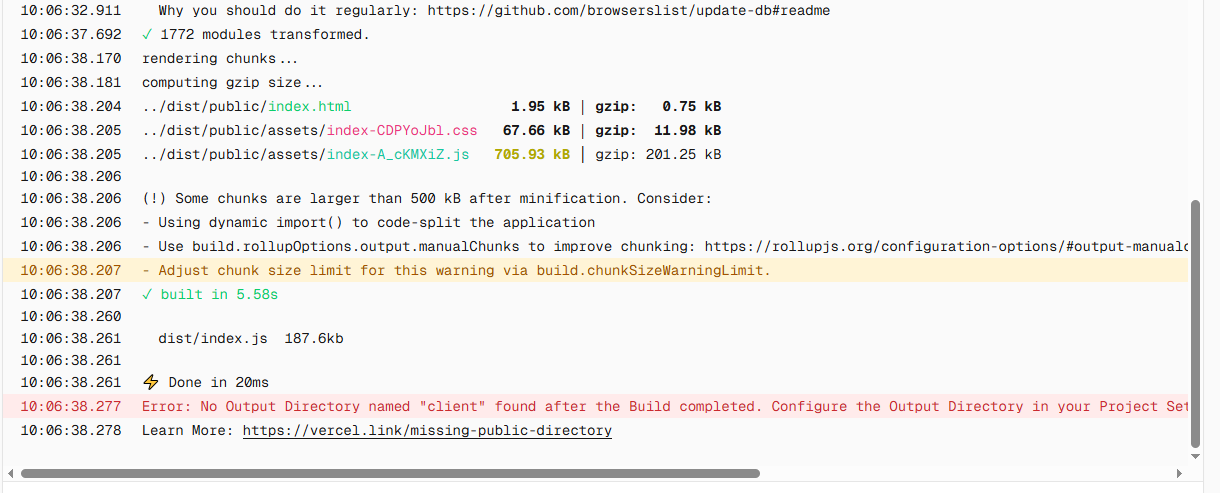 10:06:32.911 Why you should do it regularly: https://github.com/browserslist/update-db#readme
10:06:37.692 ✓ 1772 modules transformed.
10:06:38.170 rendering chunks...
10:06:38.181 computing gzip size...
10:06:38.204 ../dist/public/index.html 1.95 kB │ gzip: 0.75 kB
10:06:38.205 ../dist/public/assets/index-CDPYoJbl.css 67.66 kB │ gzip: 11.98 kB
10:06:38.205 ../dist/public/assets/index-A_cKMXiZ.js 705.93 kB │ gzip: 201.25 kB
10:06:38.206
10:06:38.206 (!) Some chunks are larger than 500 kB after minification. Consider:
10:06:38.206 - Using dynamic import() to code-split the application
10:06:38.206 - Use build.rollupOptions.output.manualChunks to improve chunking: https://rollupjs.org/configuration-options/#output-manualc
10:06:38.207 - Adjust chunk size limit for this warning via build.chunkSizeWarningLimit.
10:06:38.207 ✓ built in 5.58s
10:06:38.260
10:06:38.261 dist/index.js 187.6kb
10:06:38.261
10:06:38.261 ⚡ Done in 20ms
10:06:38.277 Error: No Output Directory named "client" found after the Build completed. Configure the Output Directory in your Project Set
10:06:38.278 Learn More: https://vercel.link/missing-public-directory